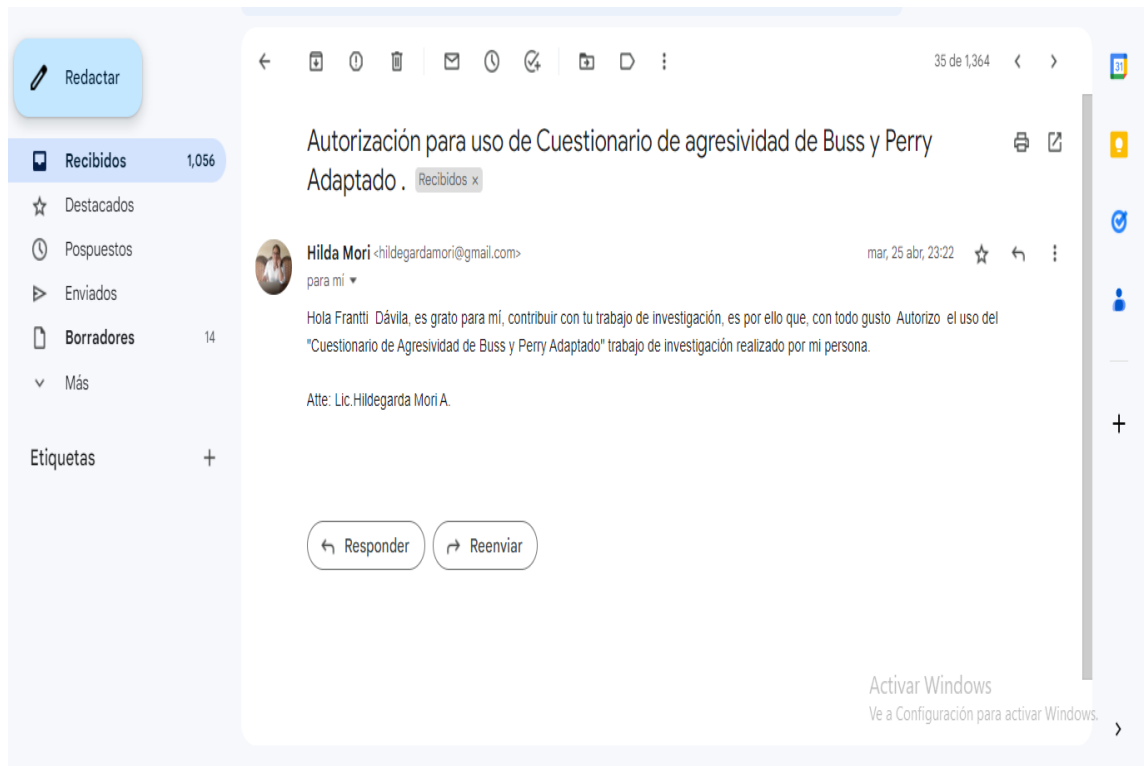 Redactar
35 de 1,364
Autorización para uso de Cuestionario de agresividad de Buss y Perry
Adaptado . Recibidos x
Recibidos 1,056
Destacados
Pospuestos
Enviados
Borradores 14
Más
Etiquetas
Hilda Mori <hildegardamori@gmail.com> mar, 25 abr, 23:22
para mí
Hola Frantti Dávila, es grato para mí, contribuir con tu trabajo de investigación, es por ello que, con todo gusto Autorizo el uso del
"Cuestionario de Agresividad de Buss y Perry Adaptado" trabajo de investigación realizado por mi persona.
Atte: Lic.Hildegarda Mori A.
Responder Reenviar
Activar Windows
Ve a Configuración para activar Windows.
31